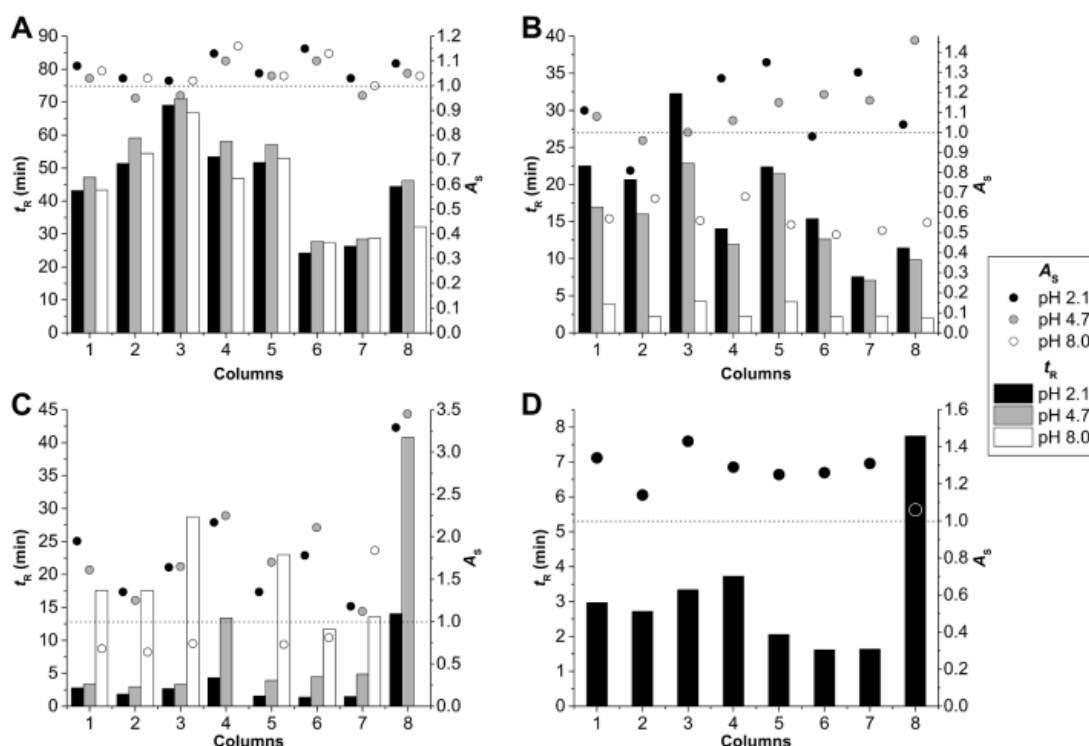 A
90
80
70
60
50
40
30
20
10
0
tR (min)
1.2
1.1
1.0
0.9
0.8
0.7
0.6
0.5
0.4
0.3
0.2
0.1
0.0
AS
1 2 3 4 5 6 7 8
Columns
B
40
35
30
25
20
15
10
5
0
tR (min)
1.4
1.3
1.2
1.1
1.0
0.9
0.8
0.7
0.6
0.5
0.4
0.3
0.2
0.1
0.0
AS
1 2 3 4 5 6 7 8
Columns
AS
pH 2.1
pH 4.7
pH 8.0
tR
pH 2.1
pH 4.7
pH 8.0
C
45
40
35
30
25
20
15
10
5
0
tR (min)
3.5
3.0
2.5
2.0
1.5
1.0
0.5
0.0
AS
1 2 3 4 5 6 7 8
Columns
D
8
7
6
5
4
3
2
1
0
tR (min)
1.6
1.4
1.2
1.0
0.8
0.6
0.4
0.2
0.0
AS
1 2 3 4 5 6 7 8
Columns